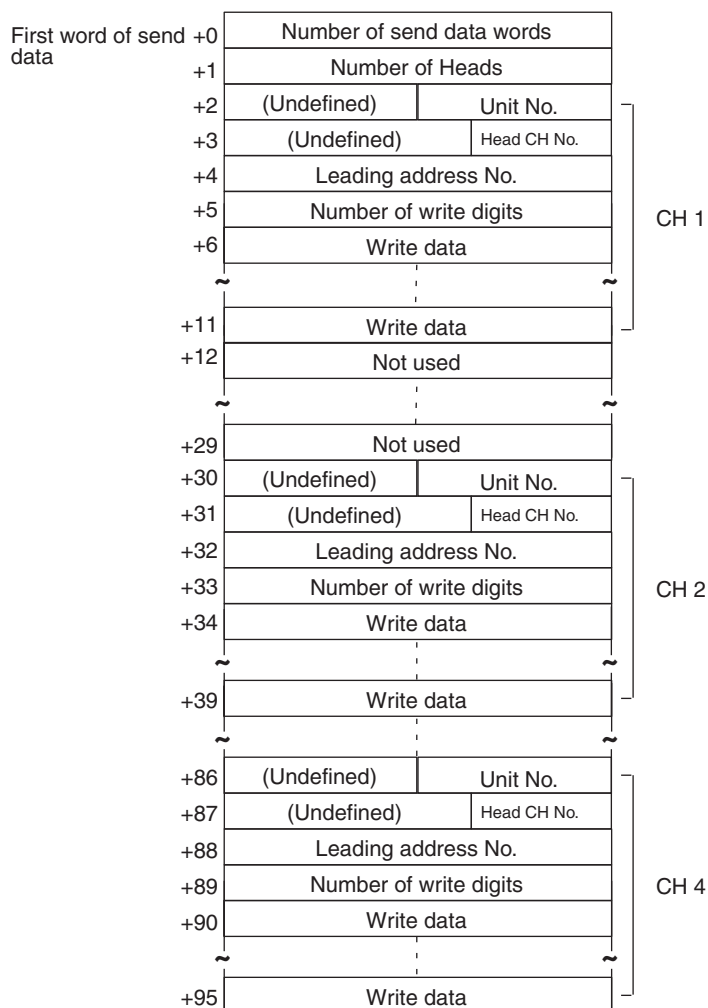 First word of send +0 Number of send data words
data
+1 Number of Heads
+2 (Undefined) Unit No.
+3 (Undefined) Head CH No.
+4 Leading address No.
+5 Number of write digits CH 1
+6 Write data
~ ~
+11 Write data
+12 Not used
~ ~
+29 Not used
+30 (Undefined) Unit No.
+31 (Undefined) Head CH No.
+32 Leading address No.
+33 Number of write digits CH 2
+34 Write data
~ ~
+39 Write data
~ ~
+86 (Undefined) Unit No.
+87 (Undefined) Head CH No.
+88 Leading address No.
+89 Number of write digits CH 4
+90 Write data
~ ~
+95 Write data